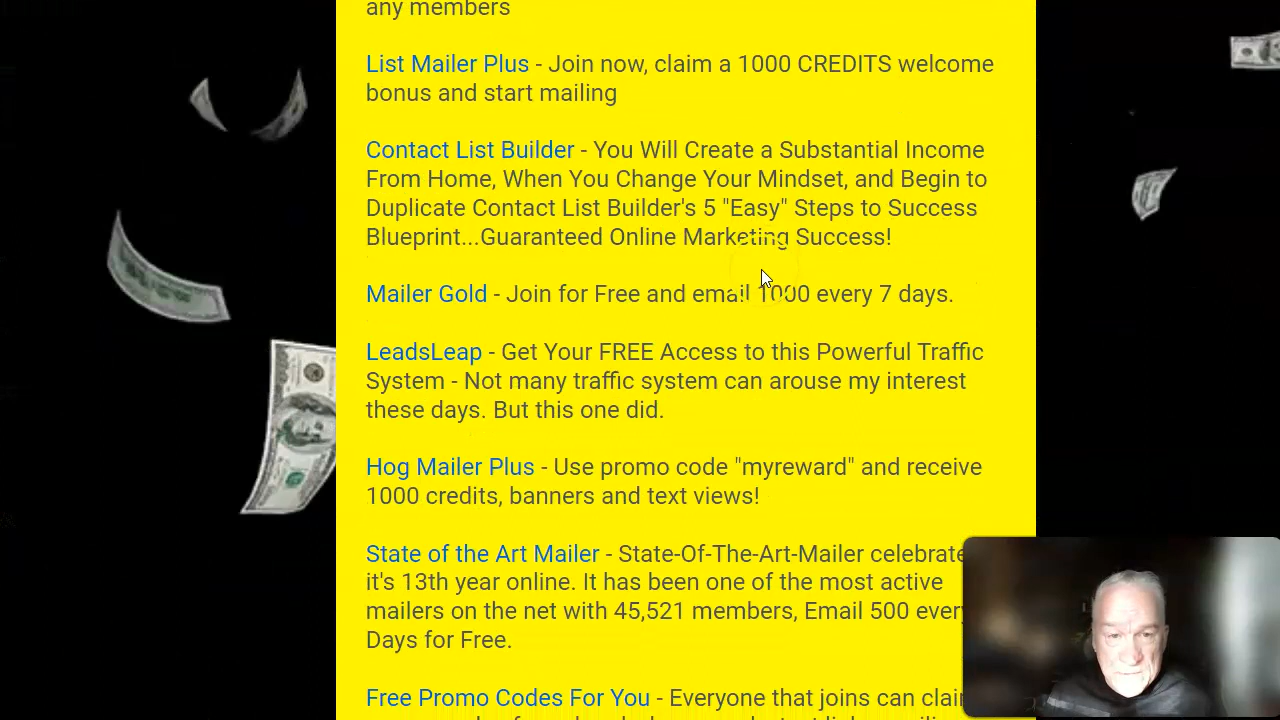 any members
List Mailer Plus - Join now, claim a 1000 CREDITS welcome
bonus and start mailing
Contact List Builder - You Will Create a Substantial Income
From Home, When You Change Your Mindset, and Begin to
Duplicate Contact List Builder's 5 "Easy" Steps to Success
Blueprint...Guaranteed Online Marketing Success!
Mailer Gold - Join for Free and email 1000 every 7 days.
LeadsLeap - Get Your FREE Access to this Powerful Traffic
System - Not many traffic system can arouse my interest
these days. But this one did.
Hog Mailer Plus - Use promo code "myreward" and receive
1000 credits, banners and text views!
State of the Art Mailer - State-Of-The-Art-Mailer celebrate
it's 13th year online. It has been one of the most active
mailers on the net with 45,521 members, Email 500 every
Days for Free.
Free Promo Codes For You - Everyone that joins can